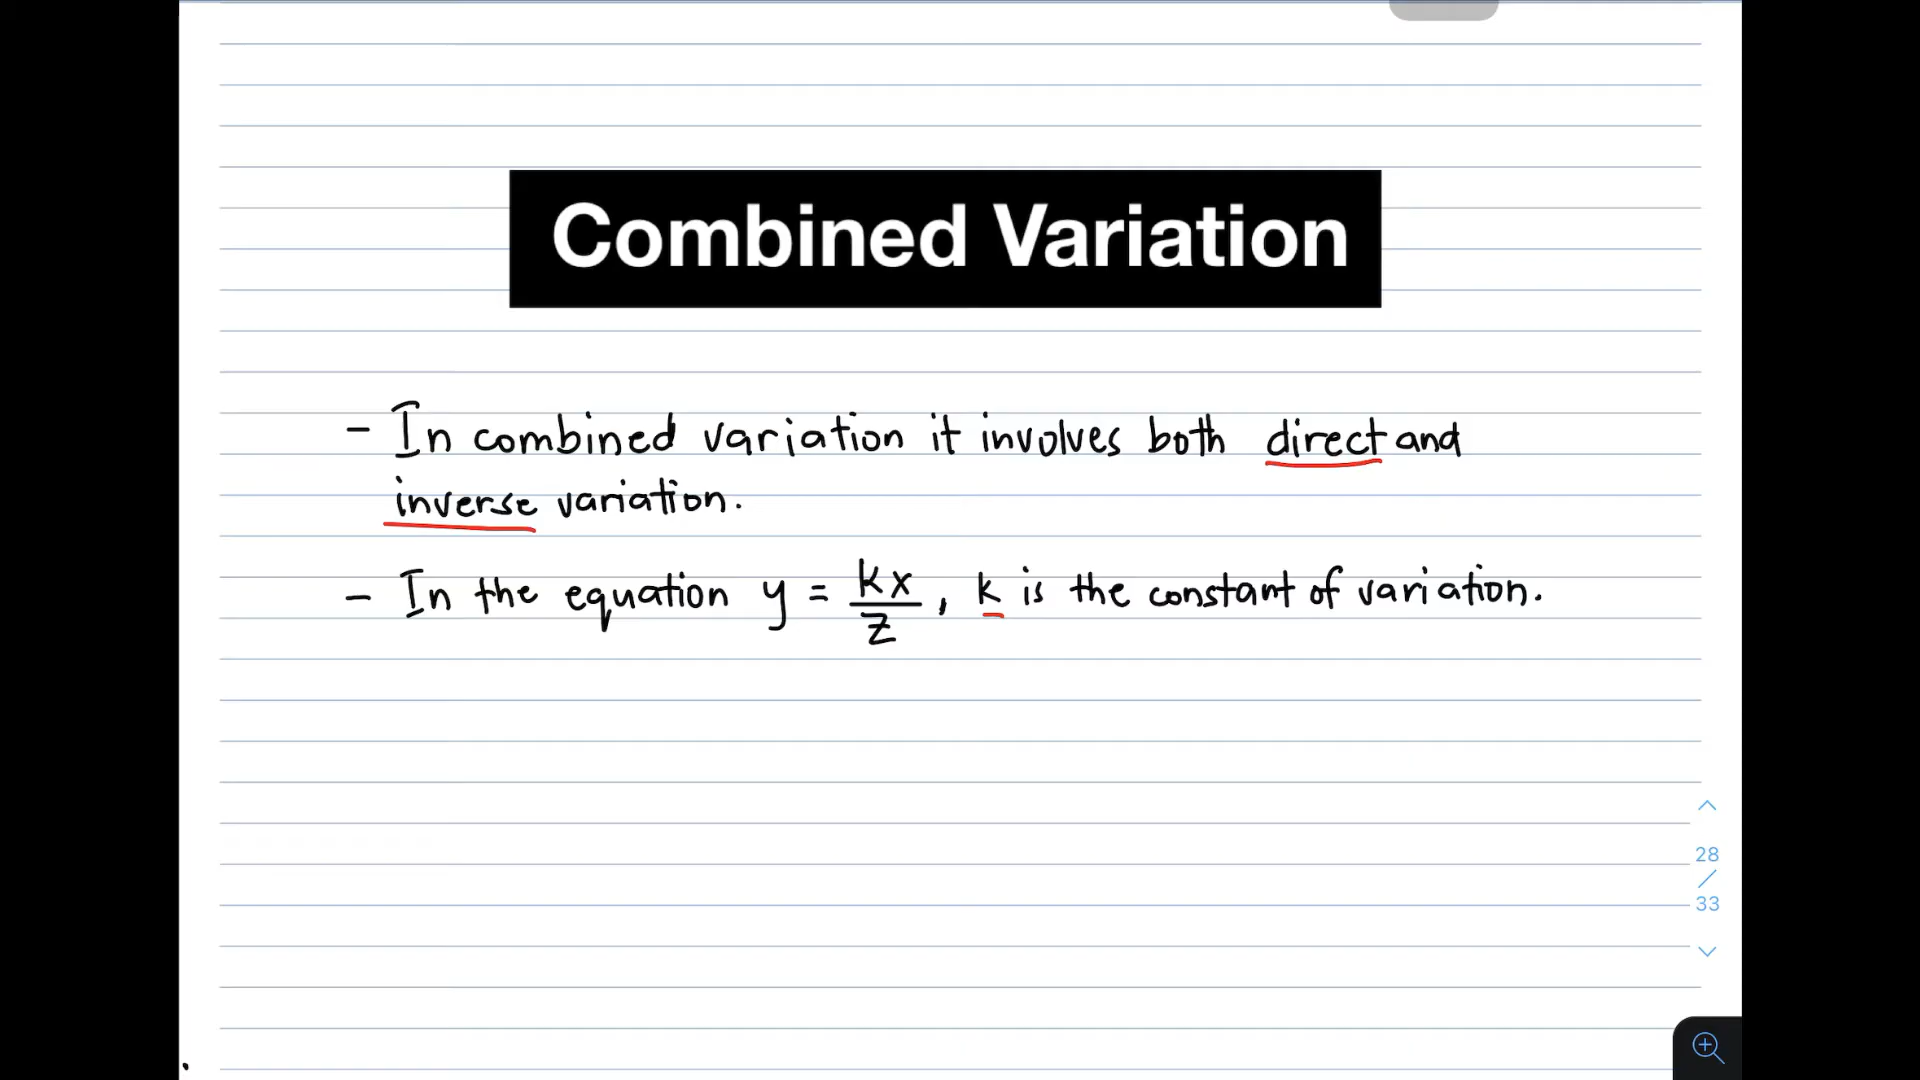 Combined Variation
- In combined variation it involves both direct and
inverse variation.
- In the equation y = kx/z, k is the constant of variation.
28
/
33